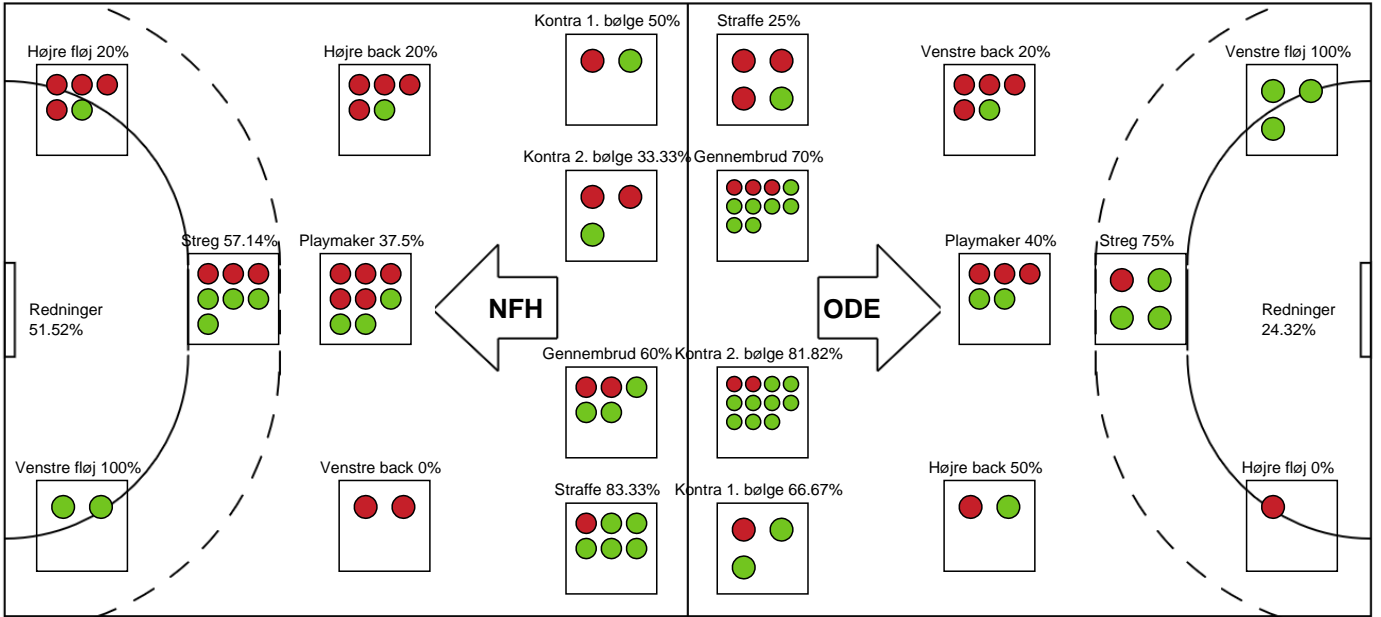 Kontra 1. bølge 50%
Straffe 25%
Højre fløj 20%
Højre back 20%
Venstre back 20%
Venstre fløj 100%
Kontra 2. bølge 33.33%
Gennembrud 70%
Streg 57.14%
Playmaker 37.5%
Playmaker 40%
Streg 75%
Redninger
51.52%
NFH
ODE
Redninger
24.32%
Gennembrud 60%
Kontra 2. bølge 81.82%
Venstre fløj 100%
Venstre back 0%
Højre back 50%
Højre fløj 0%
Straffe 83.33%
Kontra 1. bølge 66.67%